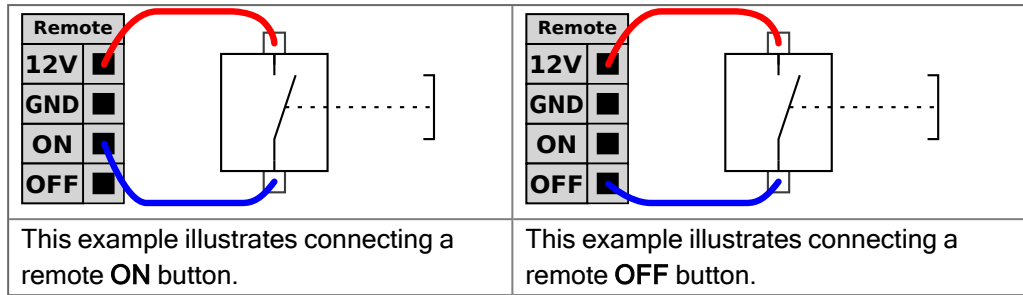 Remote
12V
GND
ON
OFF
This example illustrates connecting a
remote ON button.
Remote
12V
GND
ON
OFF
This example illustrates connecting a
remote OFF button.